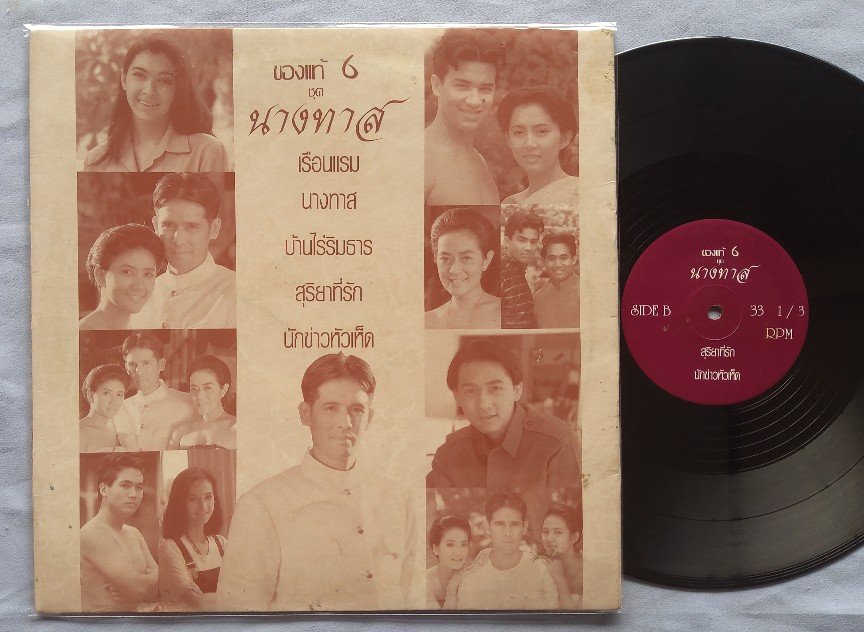 ของแท้ ๖
ชุด
นางทาส
เรือนแรม
นางทาส
บ้านไร่ริมธาร
สุริยาที่รัก
นักข่าวหัวเห็ด
ของแท้ ๖
ชุด
นางทาส
SIDE B 33 1/3
RPM
สุริยาที่รัก
นักข่าวหัวเห็ด